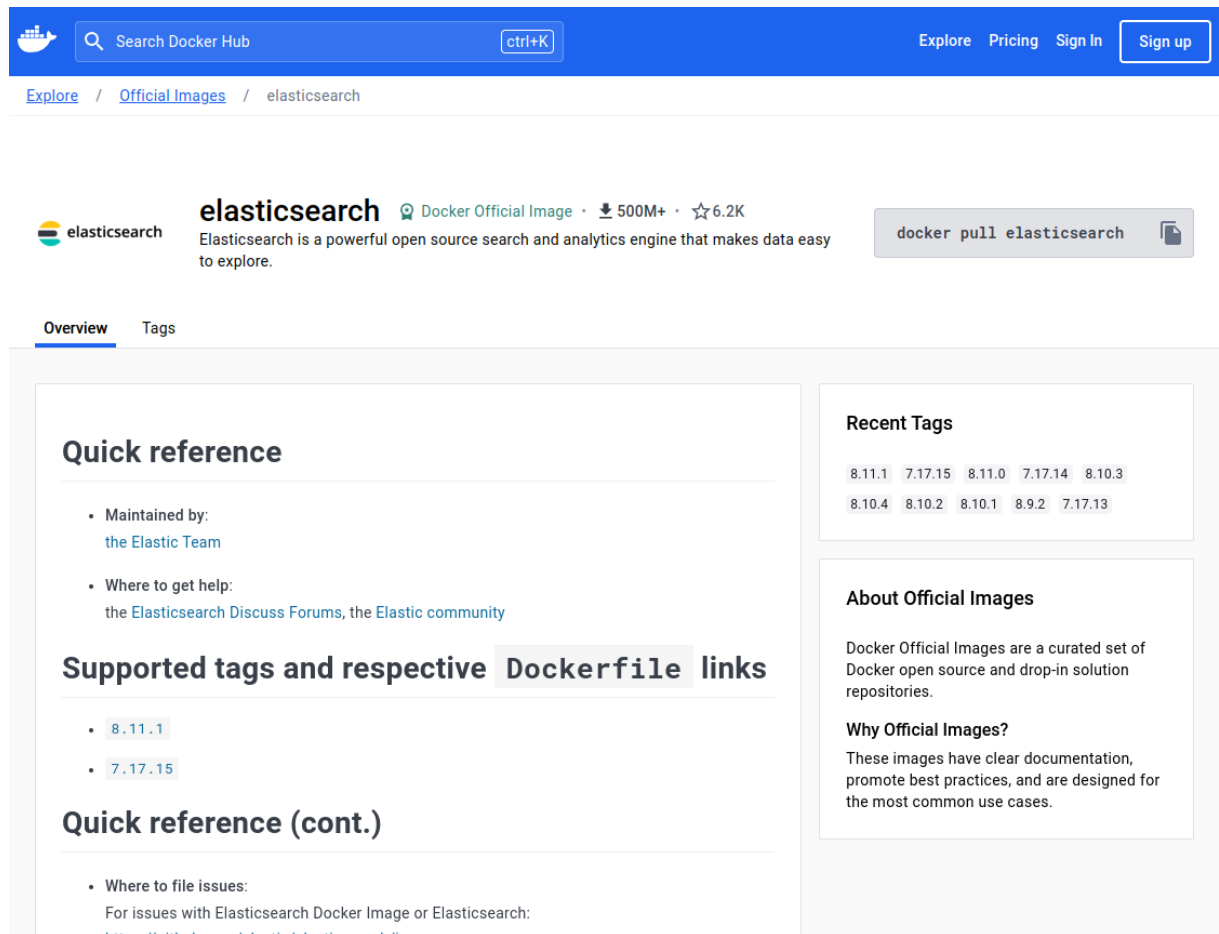 Search Docker Hub ctrl+K Explore Pricing Sign In Sign up
Explore / Official Images / elasticsearch
elasticsearch
elasticsearch Docker Official Image · 500M+ · 6.2K
Elasticsearch is a powerful open source search and analytics engine that makes data easy
to explore.
docker pull elasticsearch
Overview Tags
Quick reference
• Maintained by:
the Elastic Team
• Where to get help:
the Elasticsearch Discuss Forums, the Elastic community
Supported tags and respective Dockerfile links
• 8.11.1
• 7.17.15
Quick reference (cont.)
• Where to file issues:
For issues with Elasticsearch Docker Image or Elasticsearch:
Recent Tags
8.11.1 7.17.15 8.11.0 7.17.14 8.10.3
8.10.4 8.10.2 8.10.1 8.9.2 7.17.13
About Official Images
Docker Official Images are a curated set of
Docker open source and drop-in solution
repositories.
Why Official Images?
These images have clear documentation,
promote best practices, and are designed for
the most common use cases.